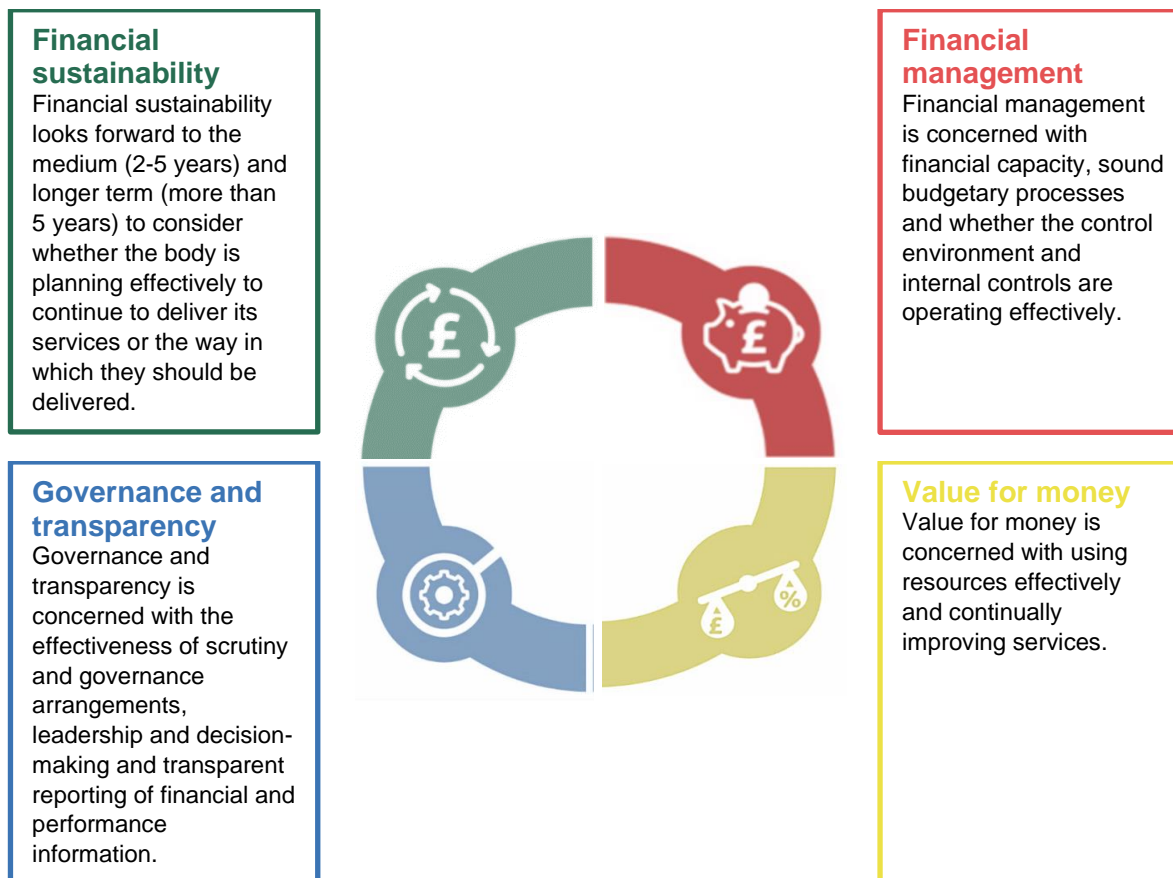 Financial
sustainability
Financial sustainability
looks forward to the
medium (2-5 years) and
longer term (more than
5 years) to consider
whether the body is
planning effectively to
continue to deliver its
services or the way in
which they should be
delivered.
Financial
management
Financial management
is concerned with
financial capacity, sound
budgetary processes
and whether the control
environment and
internal controls are
operating effectively.
£
£
Governance and
transparency
Governance and
transparency is
concerned with the
effectiveness of scrutiny
and governance
arrangements,
leadership and decision-
making and transparent
reporting of financial and
performance
information.
£
%
Value for money
Value for money is
concerned with using
resources effectively
and continually
improving services.